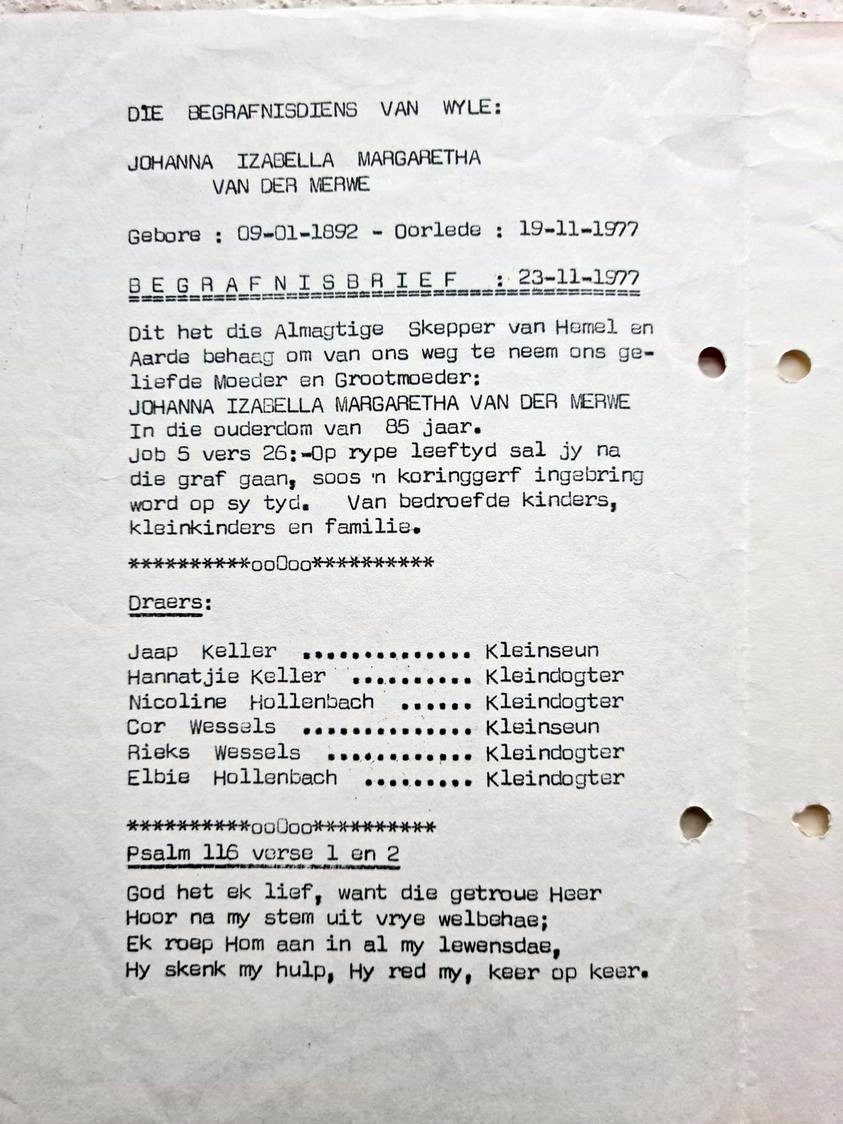 DIE BEGRAFNISDIENS VAN WYLE:
JOHANNA IZABELLA MARGARETHA
VAN DER MERWE
Gebore : 09-01-1892 - Oorlede : 19-11-1977
B E G R A F N I S B R I E F : 23-11-1977
Dit het die Almagtige Skepper van Hemel en
Aarde behaag om van ons weg te neem ons ge-
liefde Moeder en Grootmoeder:
JOHANNA IZABELLA MARGARETHA VAN DER MERWE
In die ouderdom van 85 jaar.
Job 5 vers 26:-Op rype leeftyd sal jy na
die graf gaan, soos 'n koringgerf ingebring
word op sy tyd. Van bedroefde kinders,
kleinkinders en familie.
**********ooOoo**********
Draers:
Jaap Keller .............. Kleinseun
Hannatjie Keller .......... Kleindogter
Nicoline Hollenbach ...... Kleindogter
Cor Wessels .............. Kleinseun
Rieks Wessels ............ Kleindogter
Elbie Hollenbach ......... Kleindogter
**********ooOoo**********
Psalm 116 verse 1 en 2
God het ek lief, want die getroue Heer
Hoor na my stem uit vrye welbehae;
Ek roep Hom aan in al my lewensdae,
Hy skenk my hulp, Hy red my, keer op keer.